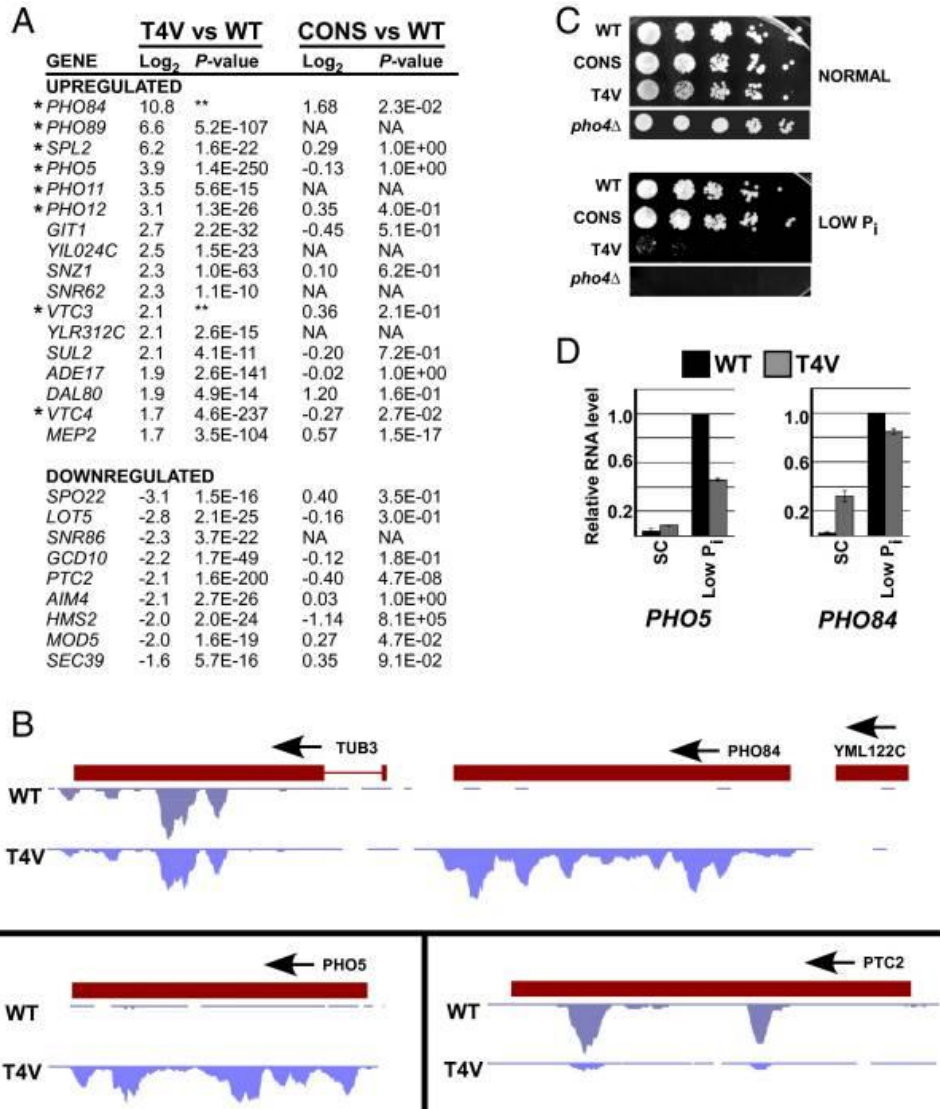 A
T4V vs WT CONS vs WT
GENE Log2 P-value Log2 P-value
UPREGULATED
* PHO84 10.8 ** 1.68 2.3E-02
* PHO89 6.6 5.2E-107 NA NA
* SPL2 6.2 1.6E-22 0.29 1.0E+00
* PHO5 3.9 1.4E-250 -0.13 1.0E+00
* PHO11 3.5 5.6E-15 NA NA
* PHO12 3.1 1.3E-26 0.35 4.0E-01
GIT1 2.7 2.2E-32 -0.45 5.1E-01
YIL024C 2.5 1.5E-23 NA NA
SNZ1 2.3 1.0E-63 0.10 6.2E-01
SNR62 2.3 1.1E-10 NA NA
* VTC3 2.1 ** 0.36 2.1E-01
YLR312C 2.1 2.6E-15 NA NA
SUL2 2.1 4.1E-11 -0.20 7.2E-01
ADE17 1.9 2.6E-141 -0.02 1.0E+00
DAL80 1.9 4.9E-14 1.20 1.6E-01
* VTC4 1.7 4.6E-237 -0.27 2.7E-02
MEP2 1.7 3.5E-104 0.57 1.5E-17
DOWNREGULATED
SPO22 -3.1 1.5E-16 0.40 3.5E-01
LOT5 -2.8 2.1E-25 -0.16 3.0E-01
SNR86 -2.3 3.7E-22 NA NA
GCD10 -2.2 1.7E-49 -0.12 1.8E-01
PTC2 -2.1 1.6E-200 -0.40 4.7E-08
AIM4 -2.1 2.7E-26 0.03 1.0E+00
HMS2 -2.0 2.0E-24 -1.14 8.1E+05
MOD5 -2.0 1.6E-19 0.27 4.7E-02
SEC39 -1.6 5.7E-16 0.35 9.1E-02
C
WT
CONS
T4V
pho4Δ
NORMAL
WT
CONS
T4V
pho4Δ
LOW Pi
D
WT T4V
Relative RNA level
1.0
0.6
0.2
SC
Low Pi
PHO5
1.0
0.6
0.2
SC
Low Pi
PHO84
B
TUB3 PHO84 YML122C
WT
T4V
PHO5
WT
T4V
PTC2
WT
T4V